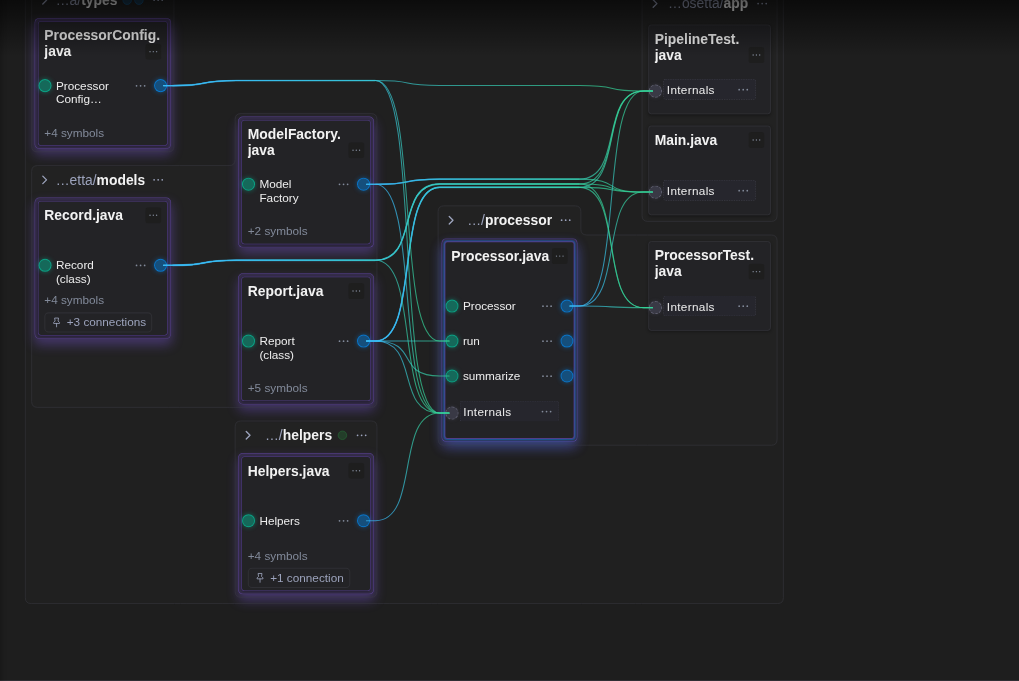 …a/types ···
ProcessorConfig.
java ···
Processor ···
Config…
+4 symbols
…etta/models ···
Record.java ···
Record ···
(class)
+4 symbols
+3 connections
ModelFactory.
java ···
Model ···
Factory
+2 symbols
Report.java ···
Report ···
(class)
+5 symbols
…/helpers ···
Helpers.java ···
Helpers ···
+4 symbols
+1 connection
…/processor ···
Processor.java ···
Processor ···
run ···
summarize ···
Internals ···
…osetta/app ···
PipelineTest.
java ···
Internals ···
Main.java ···
Internals ···
ProcessorTest.
java ···
Internals ···